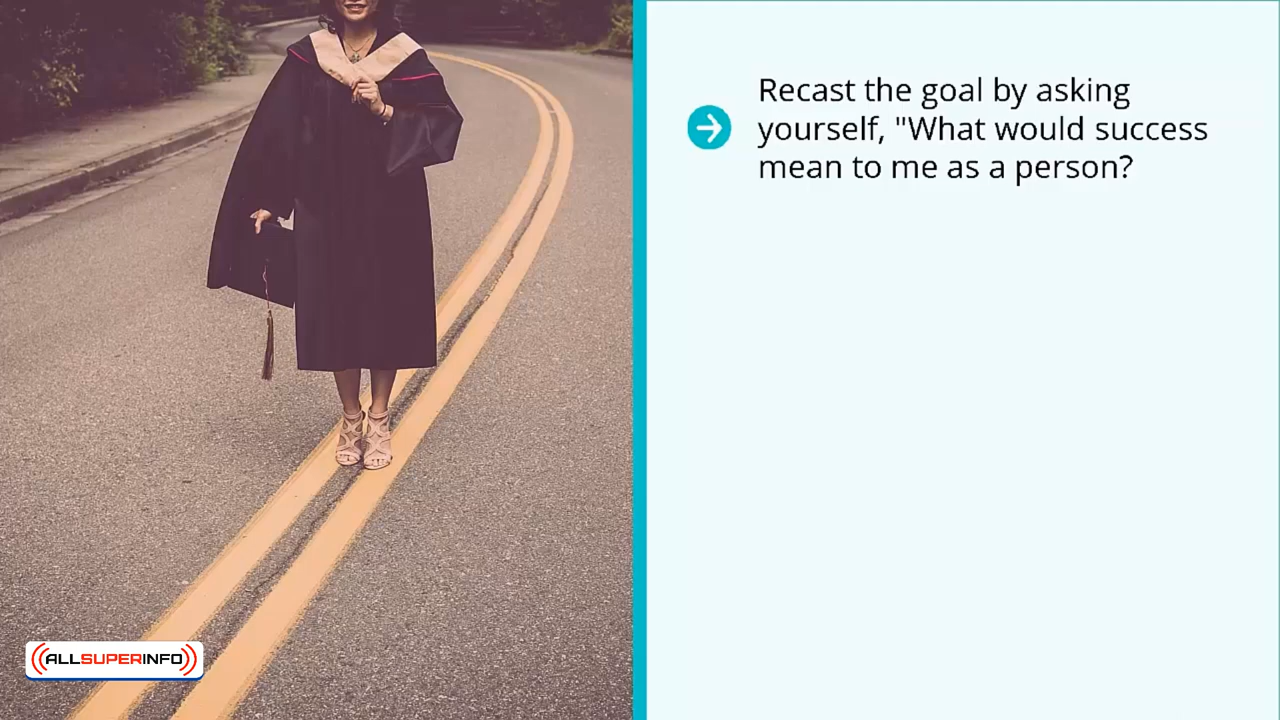 Recast the goal by asking
yourself, "What would success
mean to me as a person?
ALLSUPERINFO